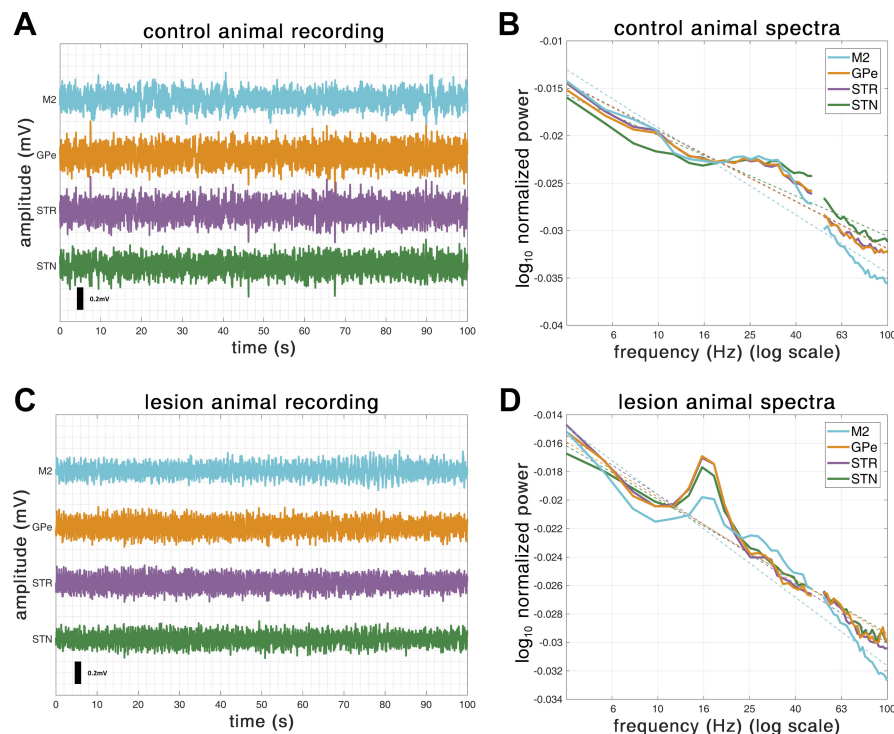 A
control animal recording
amplitude (mV)
M2
GPe
STR
STN
0.2mV
0 10 20 30 40 50 60 70 80 90 100
time (s)
B
control animal spectra
log10 normalized power
-0.01
-0.015
-0.02
-0.025
-0.03
-0.035
-0.04
M2
GPe
STR
STN
6 10 16 25 40 63 100
frequency (Hz) (log scale)
C
lesion animal recording
amplitude (mV)
M2
GPe
STR
STN
0.2mV
0 10 20 30 40 50 60 70 80 90 100
time (s)
D
lesion animal spectra
log10 normalized power
-0.014
-0.016
-0.018
-0.02
-0.022
-0.024
-0.026
-0.028
-0.03
-0.032
-0.034
M2
GPe
STR
STN
6 10 16 25 40 63 100
frequency (Hz) (log scale)